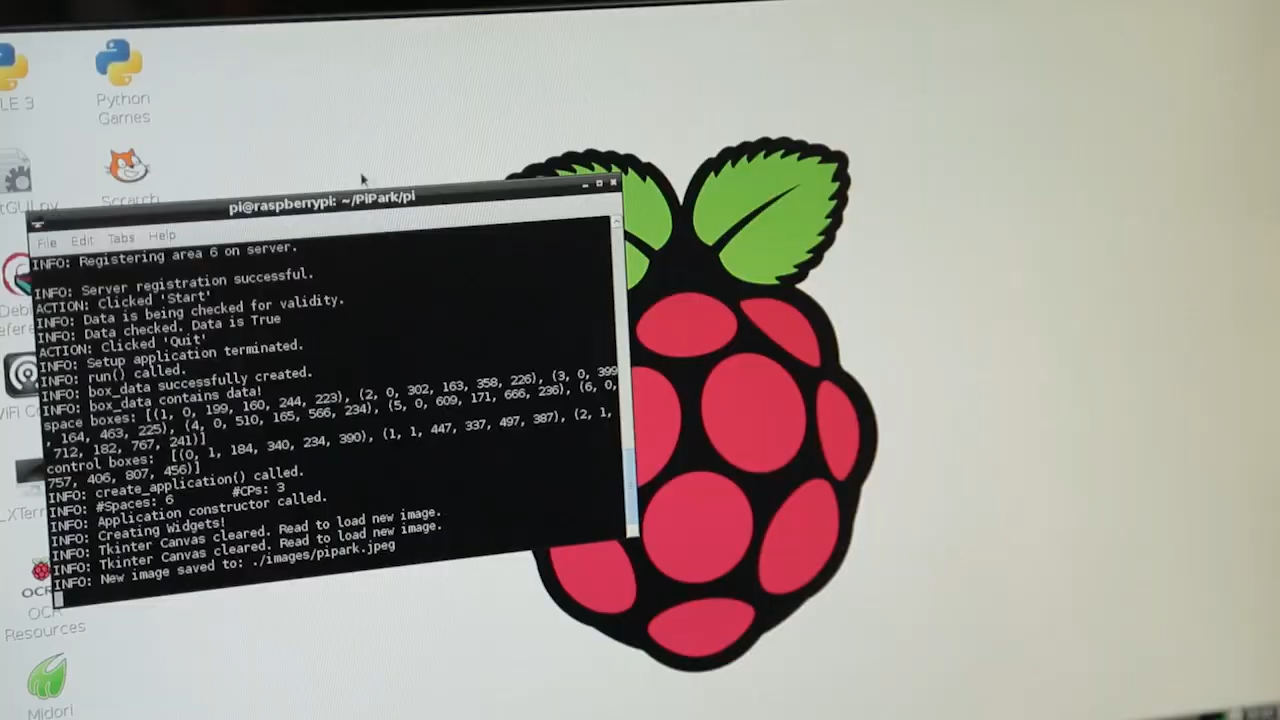 LE 3
Python
Games
tGUI.py
Scratch
pi@raspberrypi: ~/PiPark/pi
File Edit Tabs Help
INFO: Registering area 6 on server.
INFO: Server registration successful.
ACTION: Clicked 'Start'
INFO: Data is being checked for validity.
INFO: Data checked. Data is True
ACTION: Clicked 'Quit'
INFO: Setup application terminated.
INFO: run() called.
INFO: box_data successfully created.
INFO: box_data contains data!
space boxes: [(1, 0, 199, 160, 244, 223), (2, 0, 302, 163, 358, 226), (3, 0, 399
, 164, 463, 225), (4, 0, 510, 165, 566, 234), (5, 0, 609, 171, 666, 236), (6, 0,
712, 182, 767, 241)]
control boxes: [(0, 1, 184, 340, 234, 390), (1, 1, 447, 337, 497, 387), (2, 1,
757, 406, 807, 456)]
INFO: create_application() called.
INFO: #Spaces: 6 #CPs: 3
INFO: Application constructor called.
INFO: Creating Widgets!
INFO: Tkinter Canvas cleared. Read to load new image.
INFO: Tkinter Canvas cleared. Read to load new image.
INFO: New image saved to: ./images/pipark.jpeg
Debi
efere
WiFi Co
LXTerr
OCR
OCR
Resources
Midori